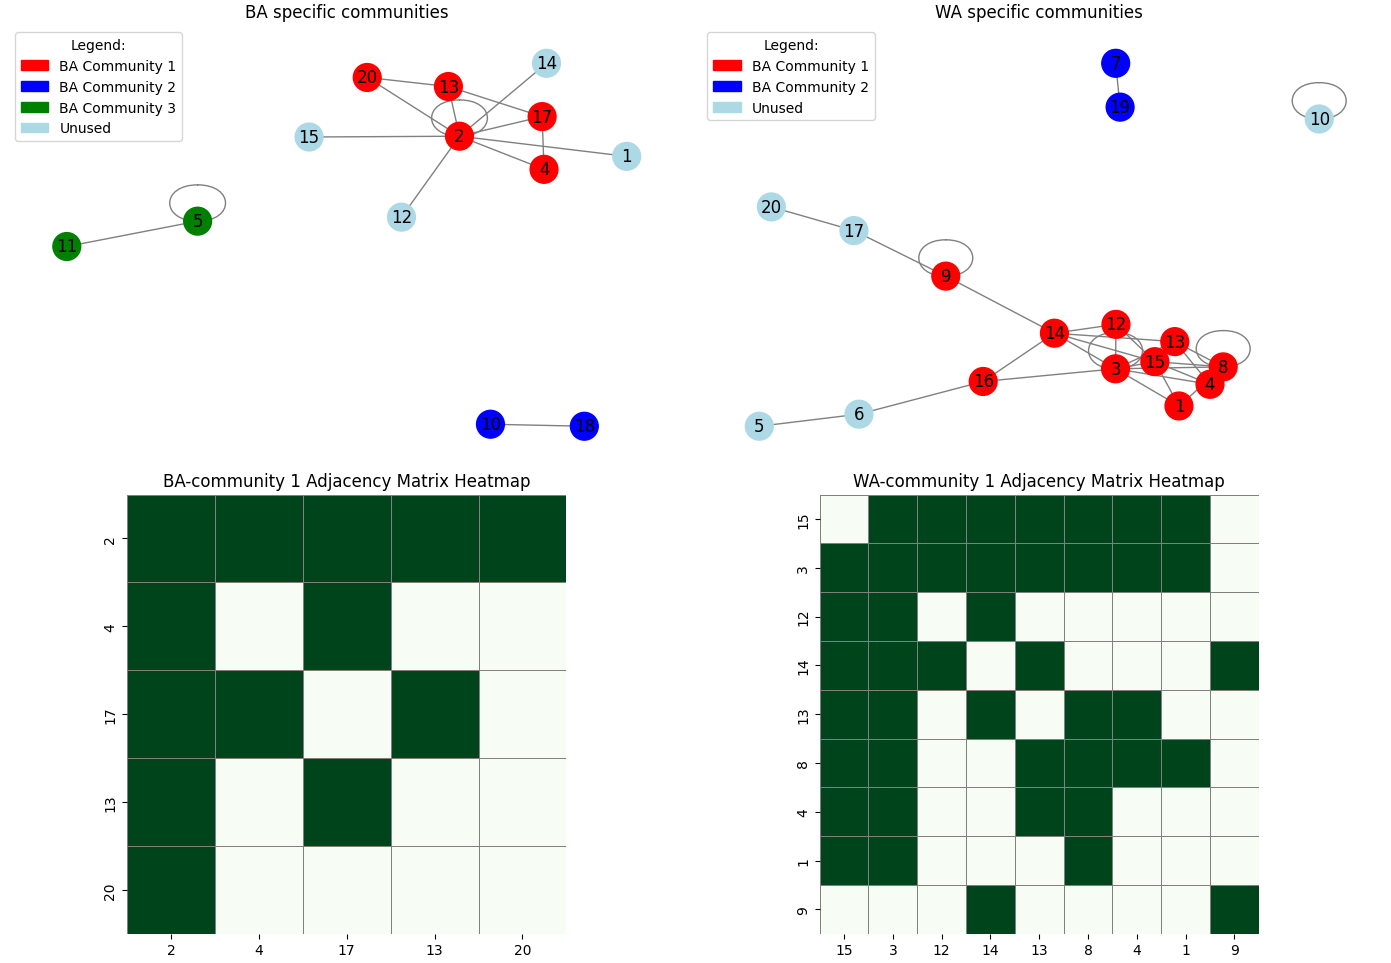 BA specific communities
Legend:
BA Community 1
BA Community 2
BA Community 3
Unused
20
13
14
17
15
2
1
4
12
5
11
10
18
WA specific communities
Legend:
BA Community 1
BA Community 2
Unused
7
19
10
20
17
9
14
12
13
15
3
8
16
4
1
6
5
BA-community 1 Adjacency Matrix Heatmap
2
4
17
13
20
2 4 17 13 20
WA-community 1 Adjacency Matrix Heatmap
15
3
12
14
13
8
4
1
9
15 3 12 14 13 8 4 1 9